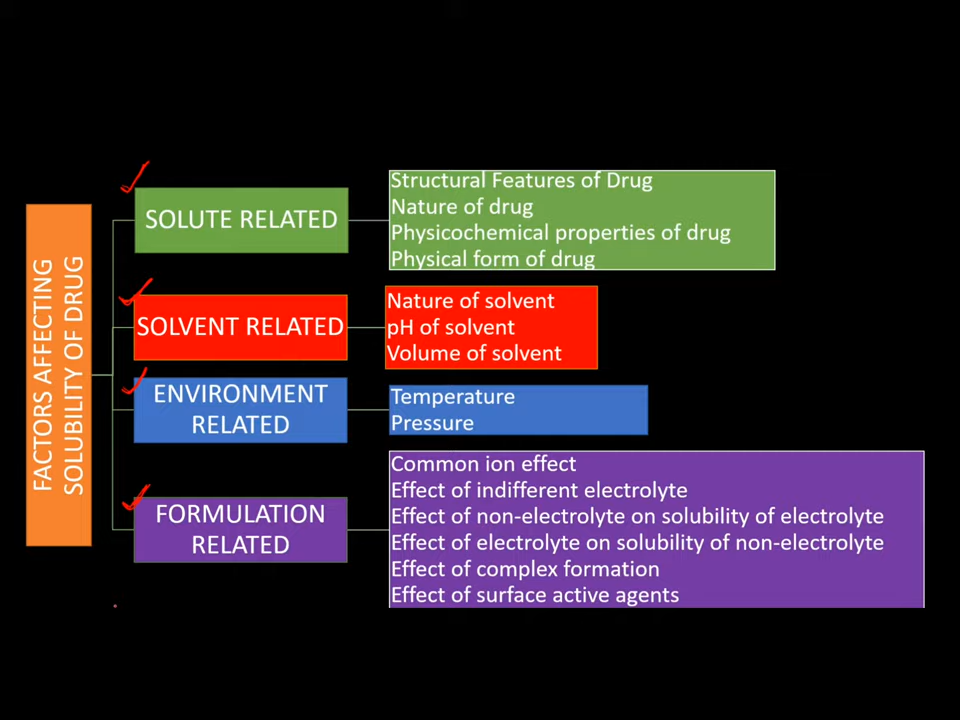 FACTORS AFFECTING
SOLUBILITY OF DRUG
SOLUTE RELATED
Structural Features of Drug
Nature of drug
Physicochemical properties of drug
Physical form of drug
SOLVENT RELATED
Nature of solvent
pH of solvent
Volume of solvent
ENVIRONMENT
RELATED
Temperature
Pressure
FORMULATION
RELATED
Common ion effect
Effect of indifferent electrolyte
Effect of non-electrolyte on solubility of electrolyte
Effect of electrolyte on solubility of non-electrolyte
Effect of complex formation
Effect of surface active agents